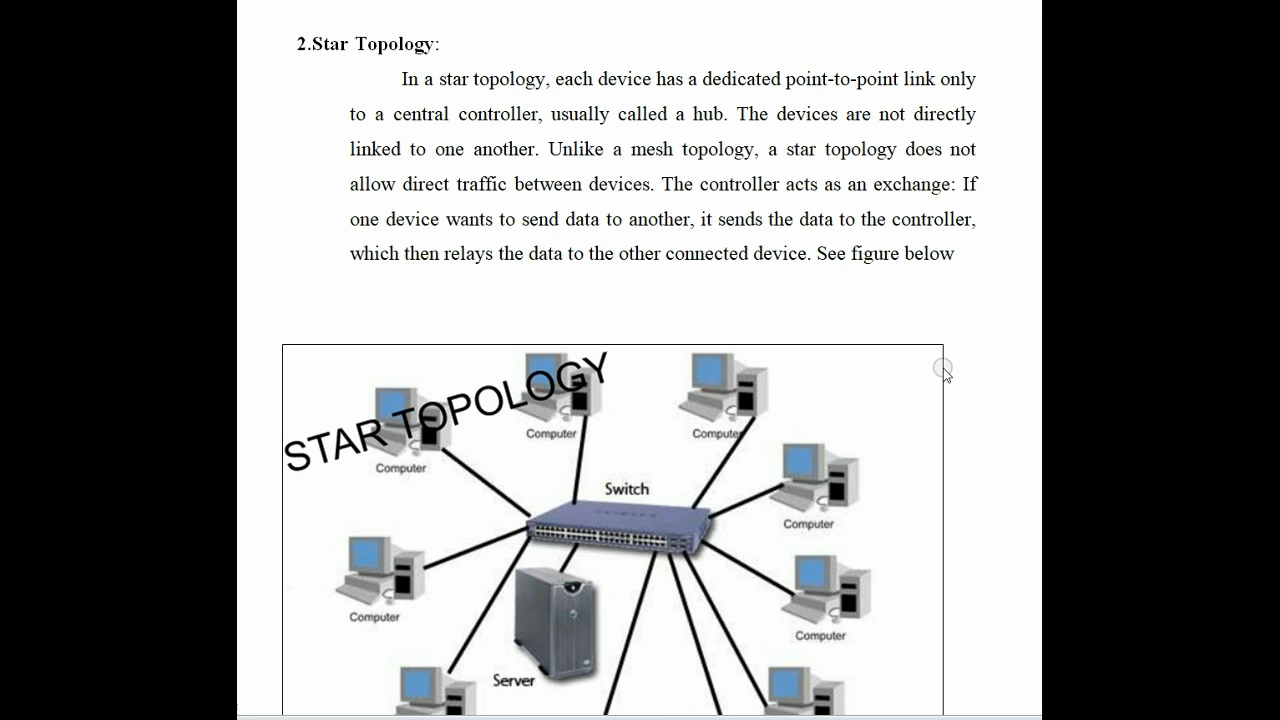 2.Star Topology:
In a star topology, each device has a dedicated point-to-point link only
to a central controller, usually called a hub. The devices are not directly
linked to one another. Unlike a mesh topology, a star topology does not
allow direct traffic between devices. The controller acts as an exchange: If
one device wants to send data to another, it sends the data to the controller,
which then relays the data to the other connected device. See figure below
STAR TOPOLOGY
Computer
Computer
Computer
Switch
Computer
Computer
Computer
Server